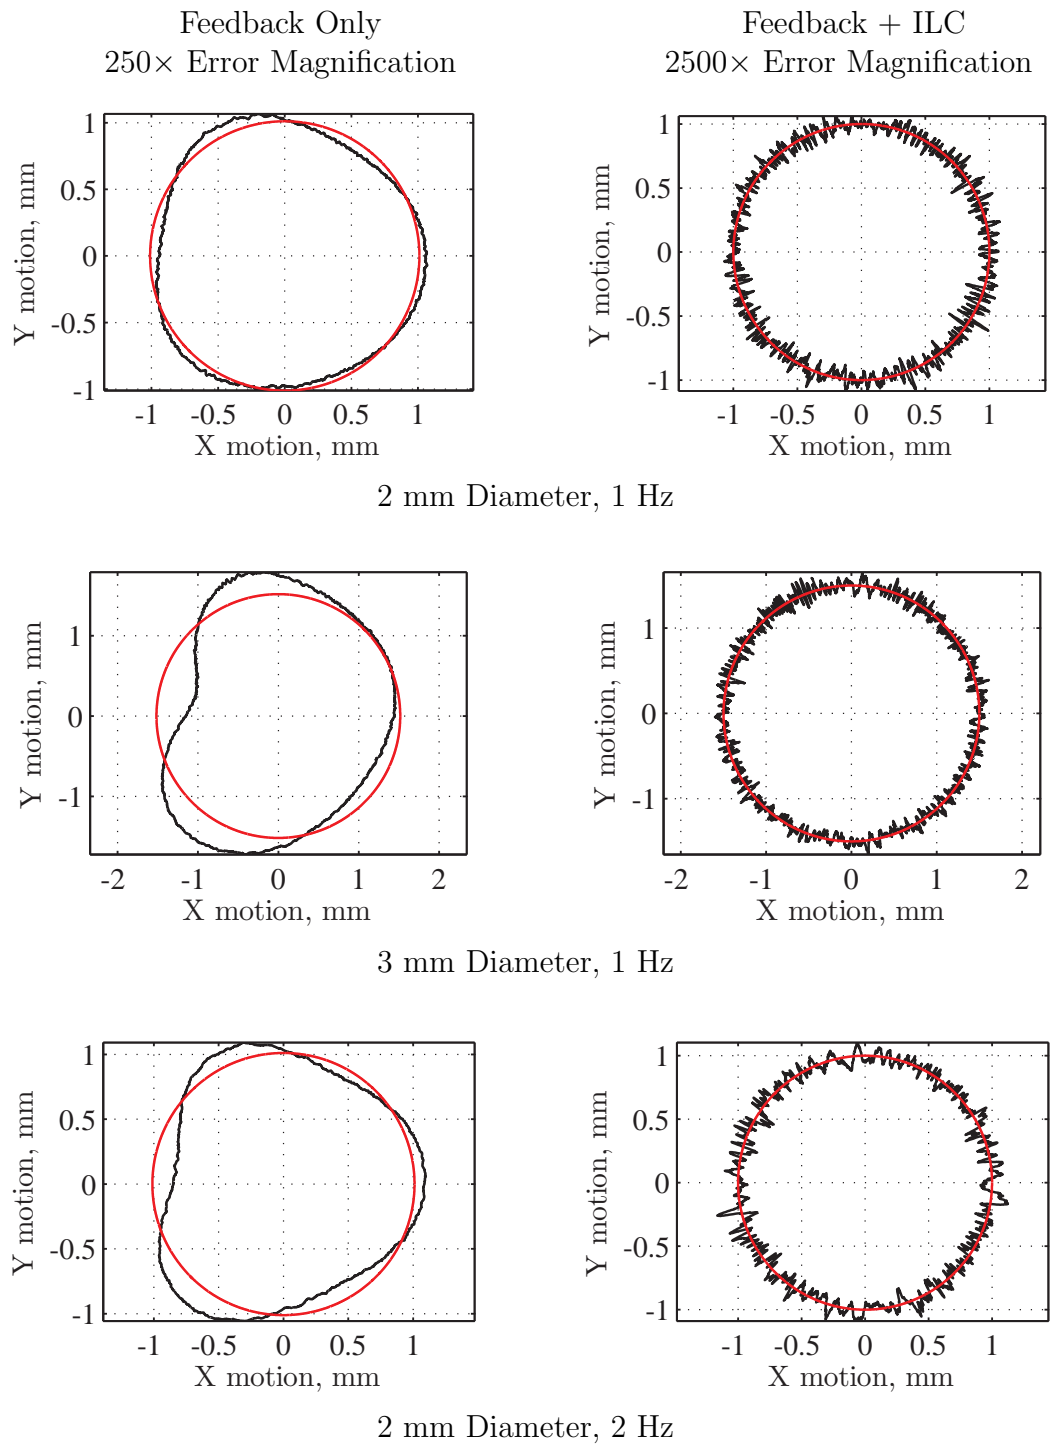 Feedback Only
250× Error Magnification
Feedback + ILC
2500× Error Magnification
1
0.5
0
-0.5
-1
Y motion, mm
-1 -0.5 0 0.5 1
X motion, mm
1
0.5
0
-0.5
-1
Y motion, mm
-1 -0.5 0 0.5 1
X motion, mm
2 mm Diameter, 1 Hz
1
0
-1
Y motion, mm
-2 -1 0 1 2
X motion, mm
1
0
-1
Y motion, mm
-2 -1 0 1 2
X motion, mm
3 mm Diameter, 1 Hz
1
0.5
0
-0.5
-1
Y motion, mm
-1 -0.5 0 0.5 1
X motion, mm
1
0.5
0
-0.5
-1
Y motion, mm
-1 -0.5 0 0.5 1
X motion, mm
2 mm Diameter, 2 Hz